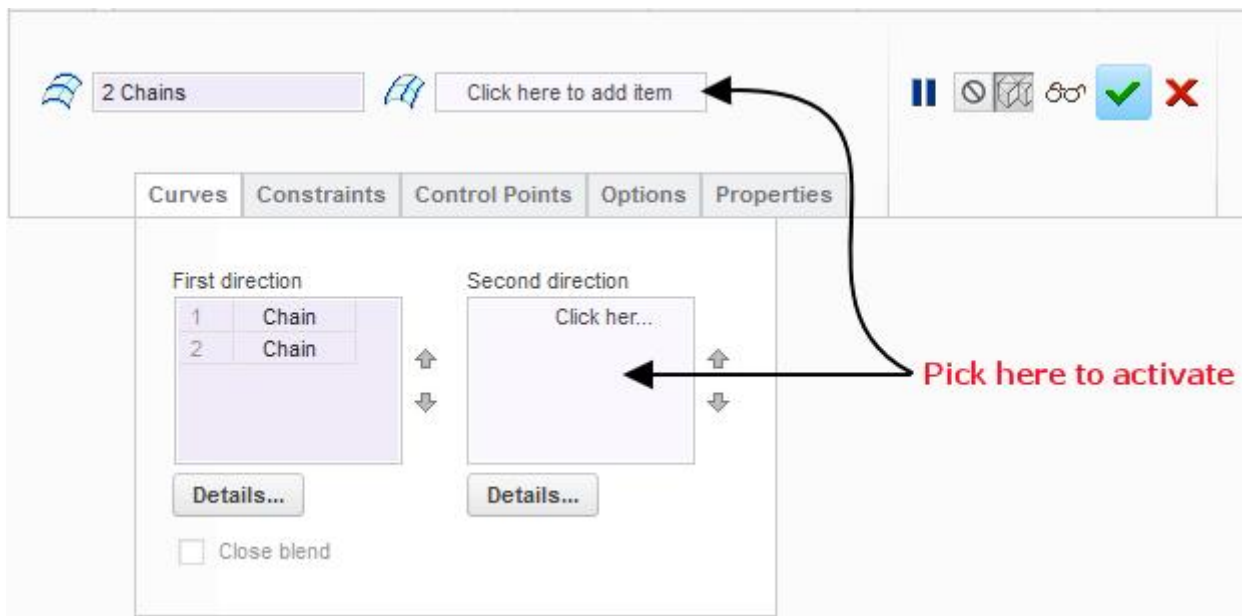 2 Chains Click here to add item
Curves Constraints Control Points Options Properties
First direction Second direction
1 Chain Click her...
2 Chain
Pick here to activate
Details... Details...
Close blend